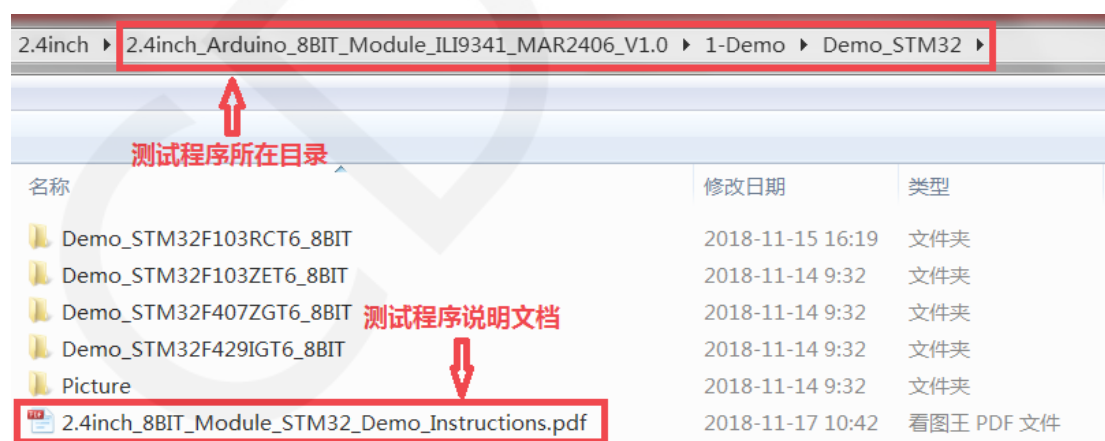 2.4inch ▸ 2.4inch_Arduino_8BIT_Module_ILI9341_MAR2406_V1.0 ▸ 1-Demo ▸ Demo_STM32 ▸
测试程序所在目录
名称 修改日期 类型
Demo_STM32F103RCT6_8BIT 2018-11-15 16:19 文件夹
Demo_STM32F103ZET6_8BIT 2018-11-14 9:32 文件夹
Demo_STM32F407ZGT6_8BIT 测试程序说明文档 2018-11-14 9:32 文件夹
Demo_STM32F429IGT6_8BIT 2018-11-14 9:32 文件夹
Picture 2018-11-14 9:32 文件夹
2.4inch_8BIT_Module_STM32_Demo_Instructions.pdf 2018-11-17 10:42 看图王 PDF 文件